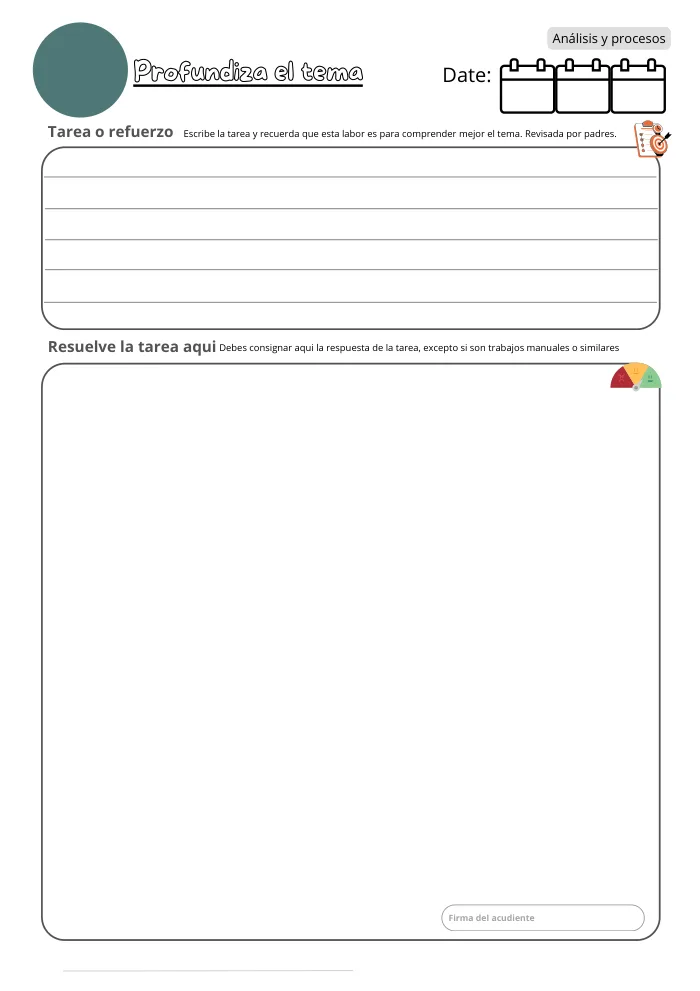 Análisis y procesos
Profundiza el tema
Date:
Tarea o refuerzo Escribe la tarea y recuerda que esta labor es para comprender mejor el tema. Revisada por padres.
Resuelve la tarea aqui Debes consignar aqui la respuesta de la tarea, excepto si son trabajos manuales o similares
Firma del acudiente